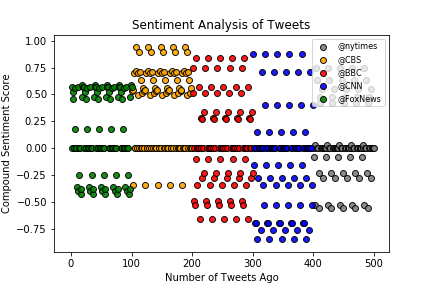 Sentiment Analysis of Tweets
1.00
0.75
0.50
0.25
0.00
−0.25
−0.50
−0.75
Compound Sentiment Score
@nytimes
@CBS
@BBC
@CNN
@FoxNews
0 100 200 300 400 500
Number of Tweets Ago